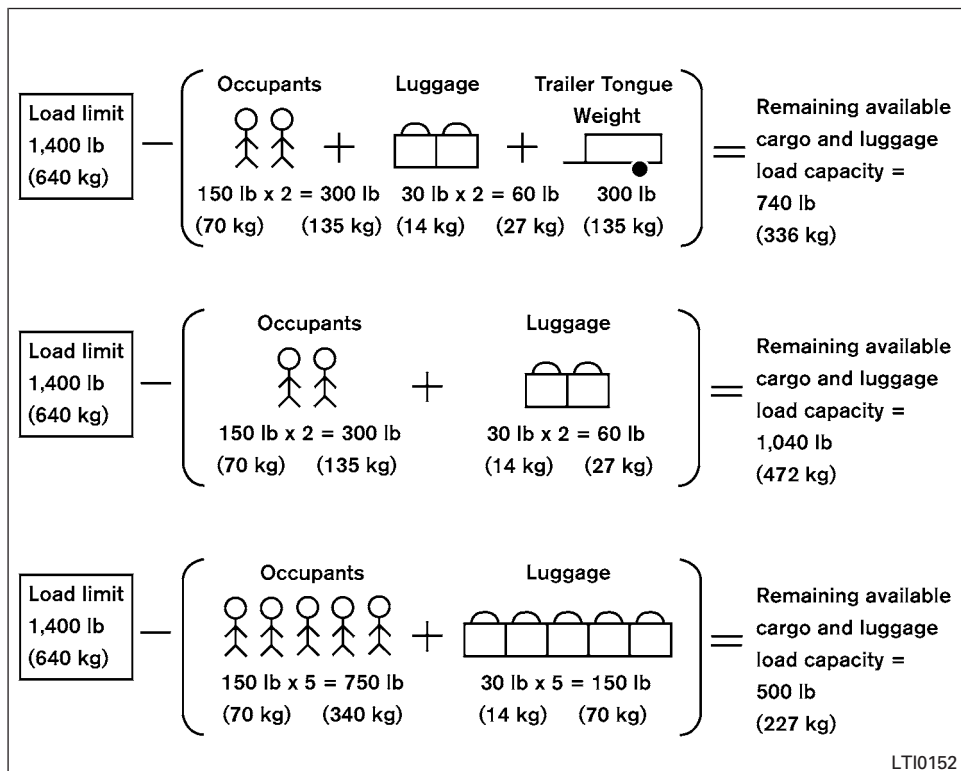 Load limit
1,400 lb
(640 kg)
Occupants
150 lb x 2 = 300 lb
(70 kg) (135 kg)
Luggage
30 lb x 2 = 60 lb
(14 kg) (27 kg)
Trailer Tongue
Weight
300 lb
(135 kg)
Remaining available
cargo and luggage
load capacity =
740 lb
(336 kg)
Load limit
1,400 lb
(640 kg)
Occupants
150 lb x 2 = 300 lb
(70 kg) (135 kg)
Luggage
30 lb x 2 = 60 lb
(14 kg) (27 kg)
Remaining available
cargo and luggage
load capacity =
1,040 lb
(472 kg)
Load limit
1,400 lb
(640 kg)
Occupants
150 lb x 5 = 750 lb
(70 kg) (340 kg)
Luggage
30 lb x 5 = 150 lb
(14 kg) (70 kg)
Remaining available
cargo and luggage
load capacity =
500 lb
(227 kg)
LTI0152